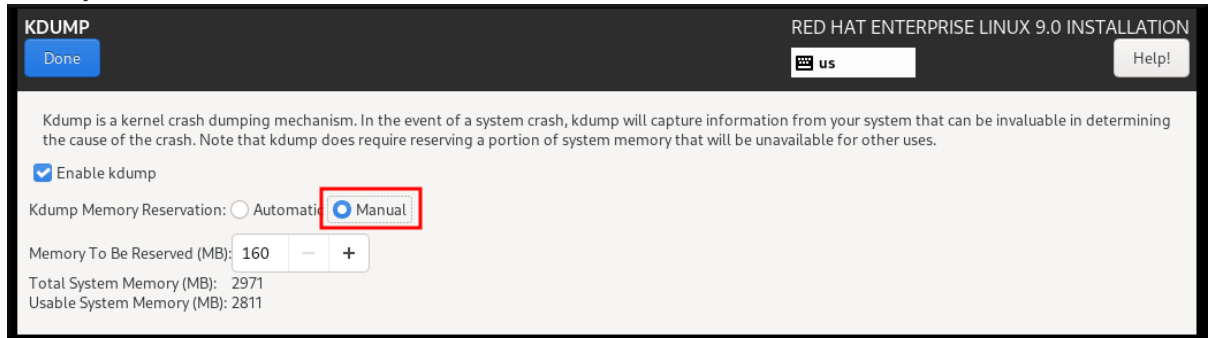 KDUMP
RED HAT ENTERPRISE LINUX 9.0 INSTALLATION
Done
us
Help!
Kdump is a kernel crash dumping mechanism. In the event of a system crash, kdump will capture information from your system that can be invaluable in determining
the cause of the crash. Note that kdump does require reserving a portion of system memory that will be unavailable for other uses.
Enable kdump
Kdump Memory Reservation: Automatic Manual
Memory To Be Reserved (MB): 160 − +
Total System Memory (MB): 2971
Usable System Memory (MB): 2811